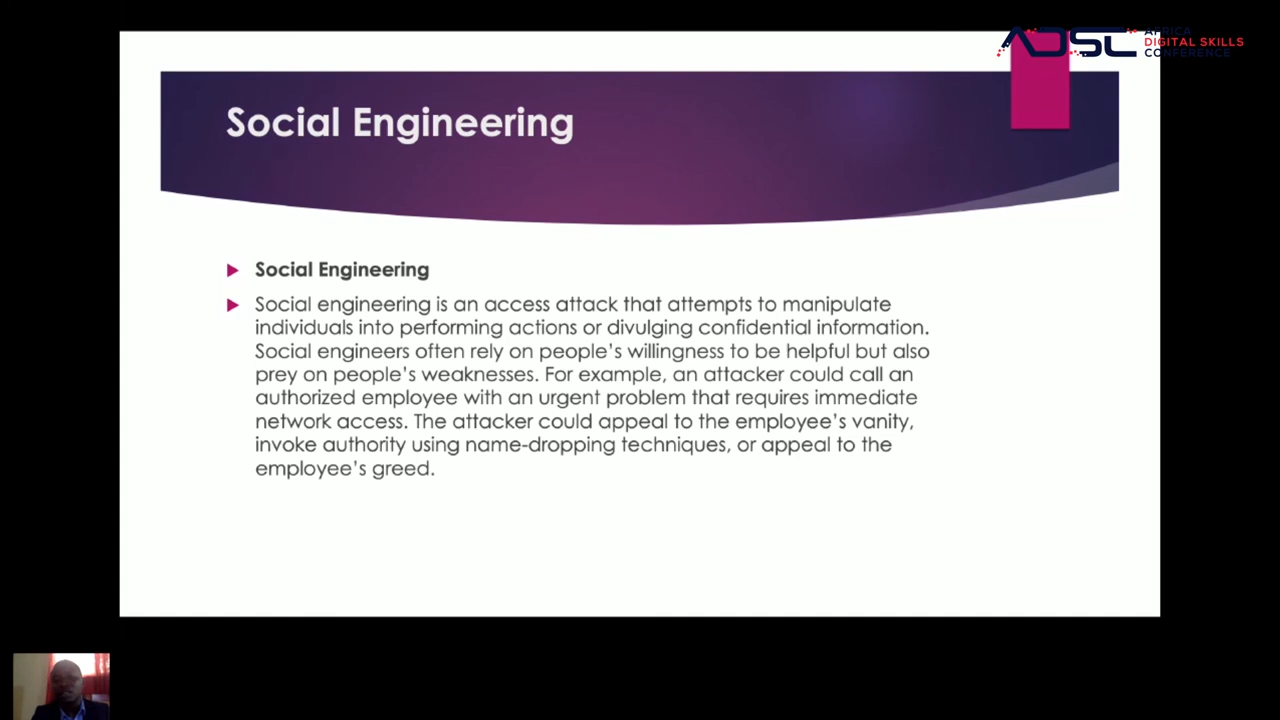 AFRICA
ADSC DIGITAL SKILLS
CONFERENCE
Social Engineering
Social Engineering
Social engineering is an access attack that attempts to manipulate
individuals into performing actions or divulging confidential information.
Social engineers often rely on people’s willingness to be helpful but also
prey on people’s weaknesses. For example, an attacker could call an
authorized employee with an urgent problem that requires immediate
network access. The attacker could appeal to the employee’s vanity,
invoke authority using name-dropping techniques, or appeal to the
employee’s greed.